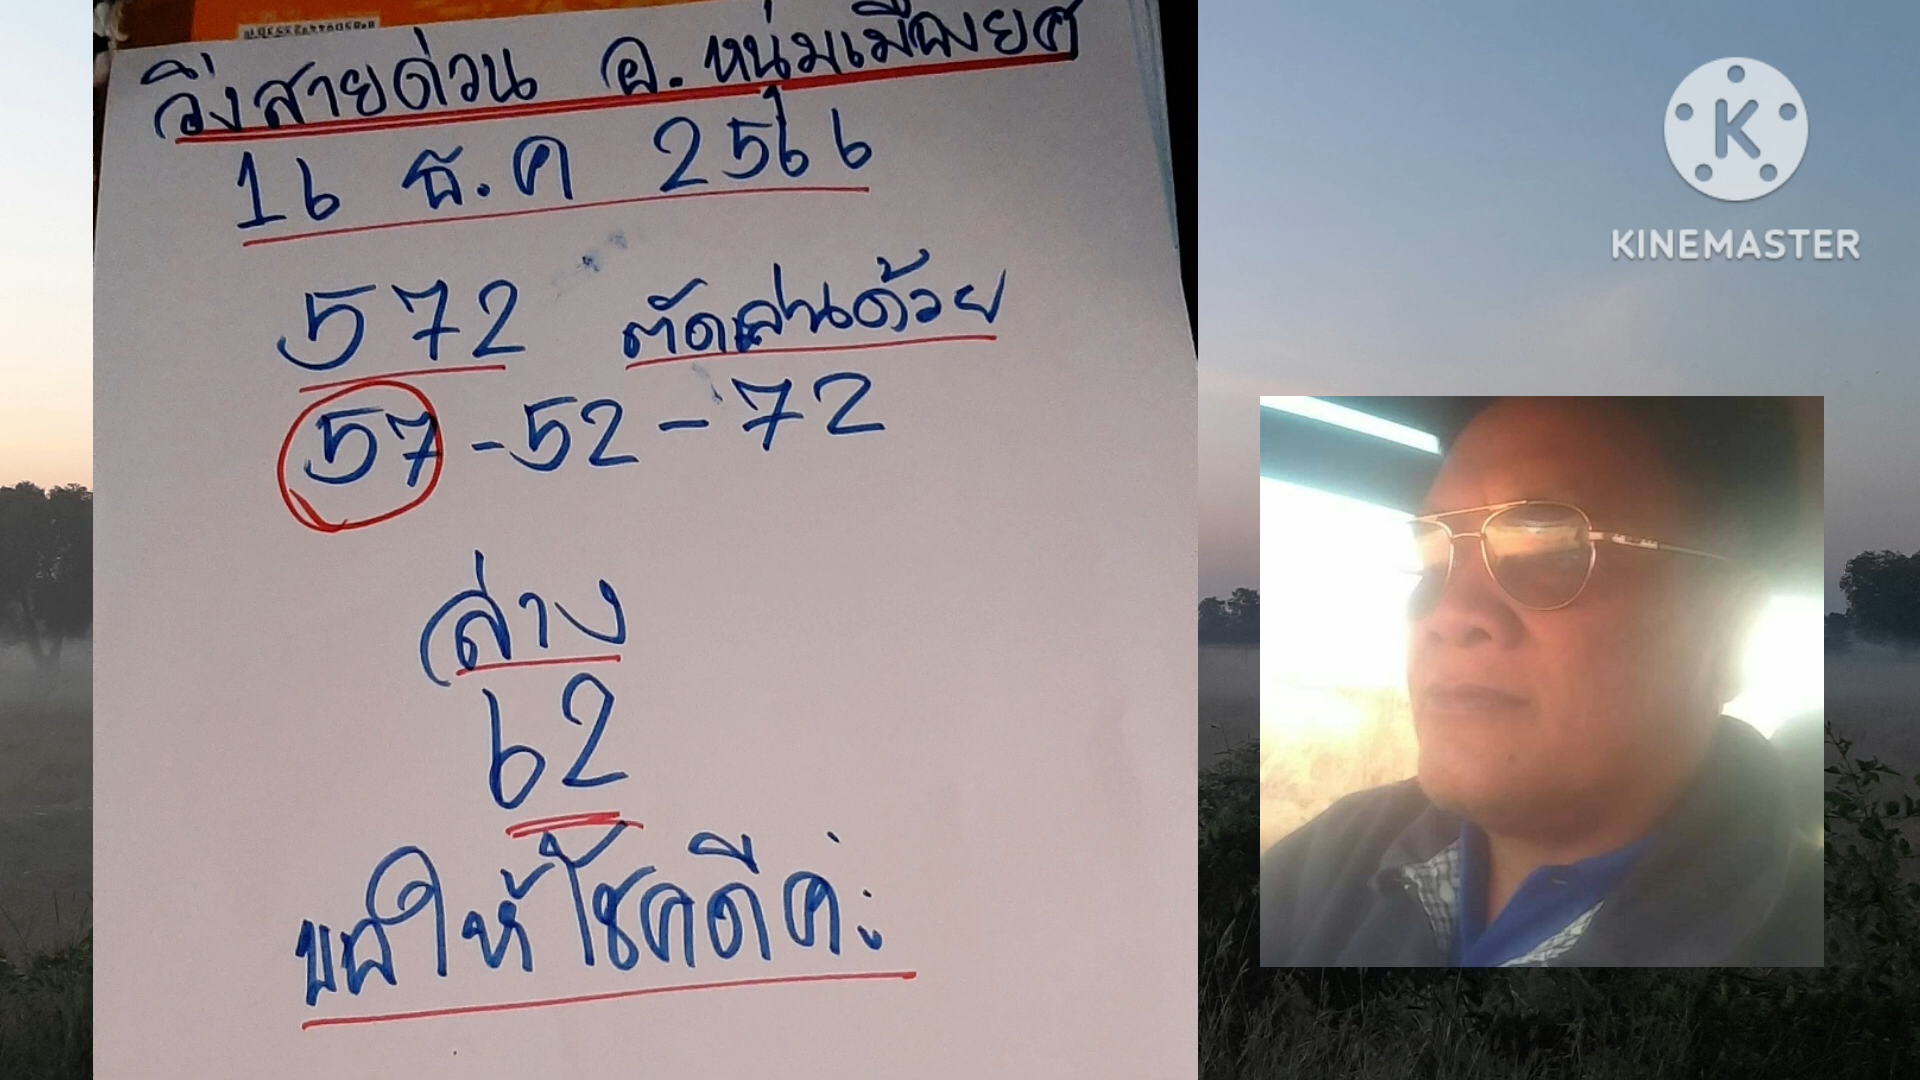 วิ่งสายด่วน อ. หนุ่มเมืองยศ
16 ธ.ค 2566
572 ตัดเล่นด้วย
57-52-72
ล่าง
62
ขอให้โชคดีค่ะ
KINEMASTER